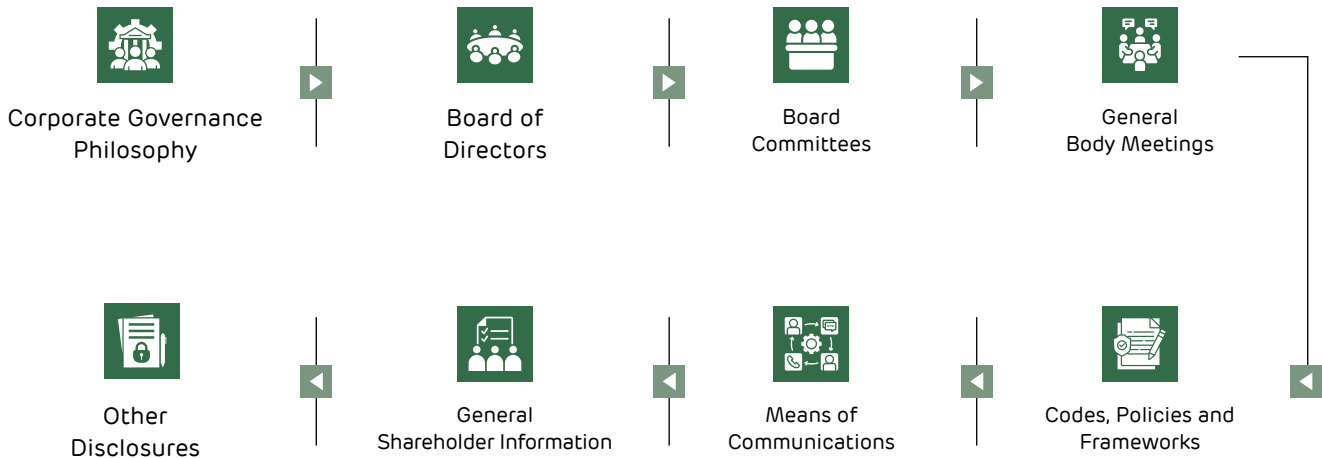 Corporate Governance
Philosophy
Board of
Directors
Board
Committees
General
Body Meetings
Other
Disclosures
General
Shareholder Information
Means of
Communications
Codes, Policies and
Frameworks